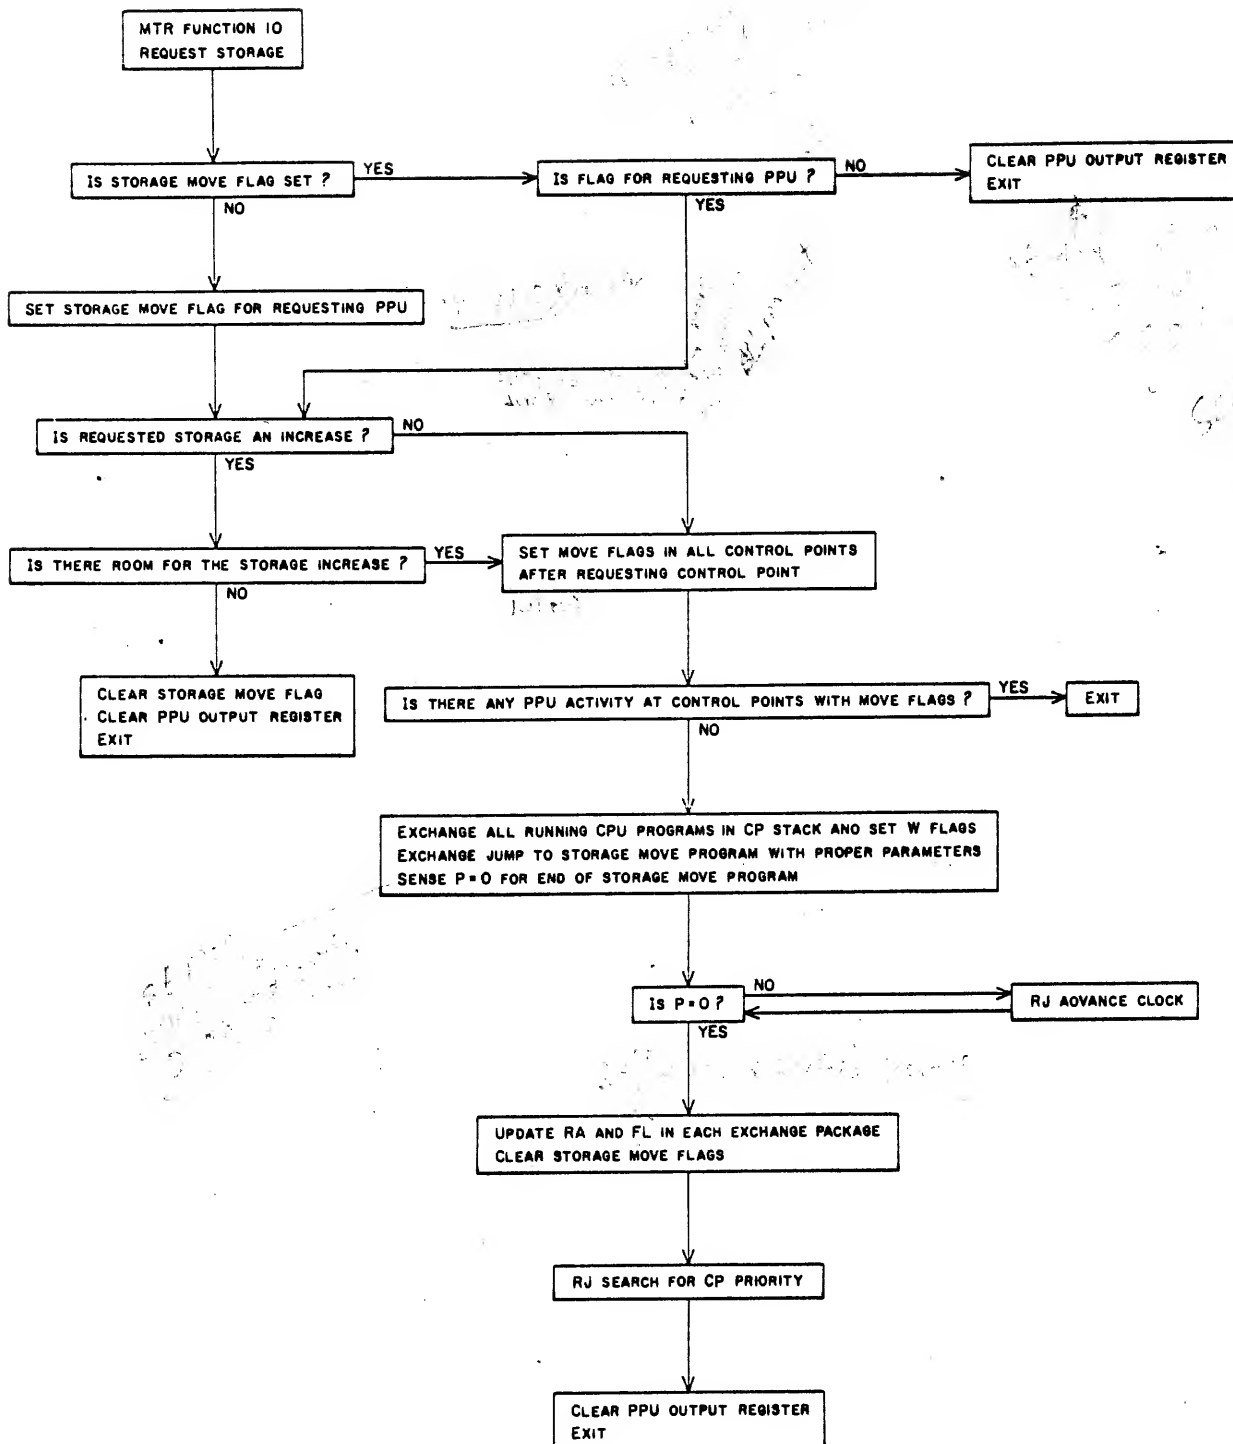 MTR FUNCTION 10
REQUEST STORAGE
IS STORAGE MOVE FLAG SET ?
YES
IS FLAG FOR REQUESTING PPU ?
NO
CLEAR PPU OUTPUT REGISTER
EXIT
NO
YES
SET STORAGE MOVE FLAG FOR REQUESTING PPU
IS REQUESTED STORAGE AN INCREASE ?
NO
YES
IS THERE ROOM FOR THE STORAGE INCREASE ?
YES
SET MOVE FLAGS IN ALL CONTROL POINTS
AFTER REQUESTING CONTROL POINT
NO
CLEAR STORAGE MOVE FLAG
CLEAR PPU OUTPUT REGISTER
EXIT
IS THERE ANY PPU ACTIVITY AT CONTROL POINTS WITH MOVE FLAGS ?
YES
EXIT
NO
EXCHANGE ALL RUNNING CPU PROGRAMS IN CP STACK AND SET W FLAGS
EXCHANGE JUMP TO STORAGE MOVE PROGRAM WITH PROPER PARAMETERS
SENSE P=0 FOR END OF STORAGE MOVE PROGRAM
IS P=0 ?
NO
RJ ADVANCE CLOCK
YES
UPDATE RA AND FL IN EACH EXCHANGE PACKAGE
CLEAR STORAGE MOVE FLAGS
RJ SEARCH FOR CP PRIORITY
CLEAR PPU OUTPUT REGISTER
EXIT